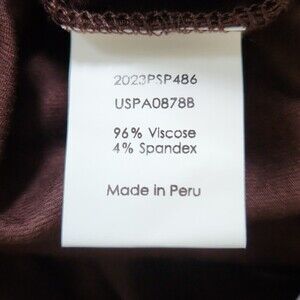 2023PSP486
USPA0878B
96% Viscose
4% Spandex
Made in Peru